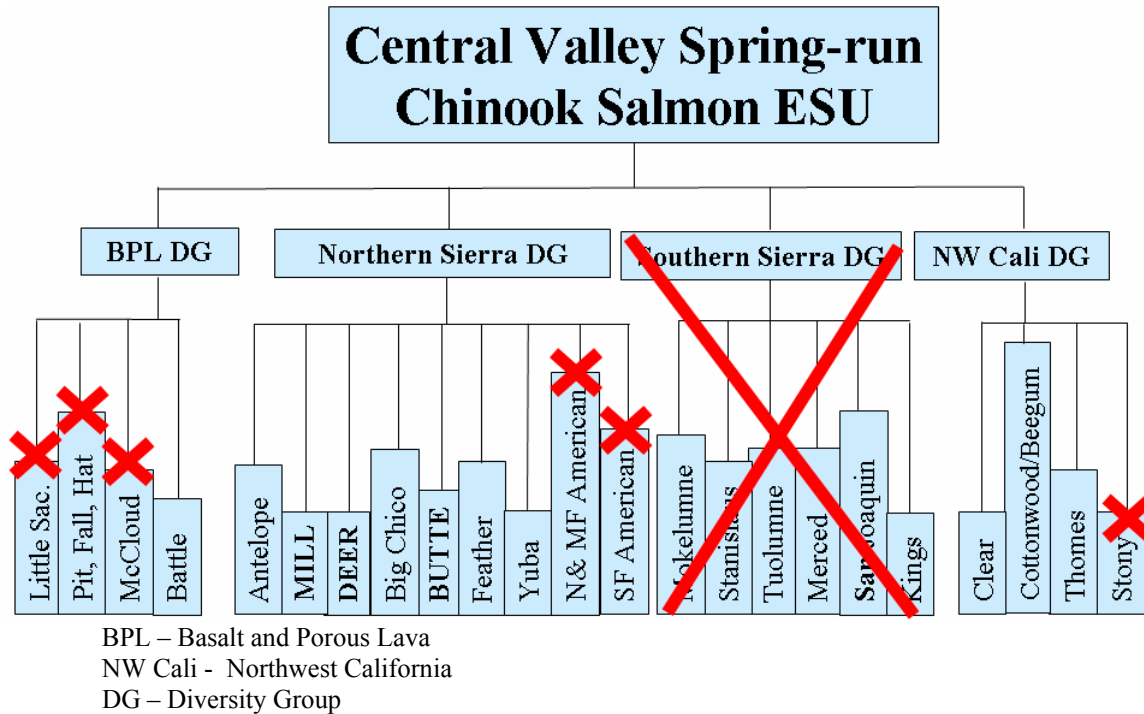 Central Valley Spring-run
Chinook Salmon ESU
BPL DG
Northern Sierra DG
Southern Sierra DG
NW Cali DG
Little Sac.
Pit, Fall, Hat
McCloud
Battle
Antelope
MILL
DEER
Big Chico
BUTTE
Feather
Yuba
N& MF American
SF American
Mokelumne
Stanislaus
Tuolumne
Merced
San Joaquin
Kings
Clear
Cottonwood/Beegum
Thomes
Stony
BPL – Basalt and Porous Lava
NW Cali - Northwest California
DG – Diversity Group